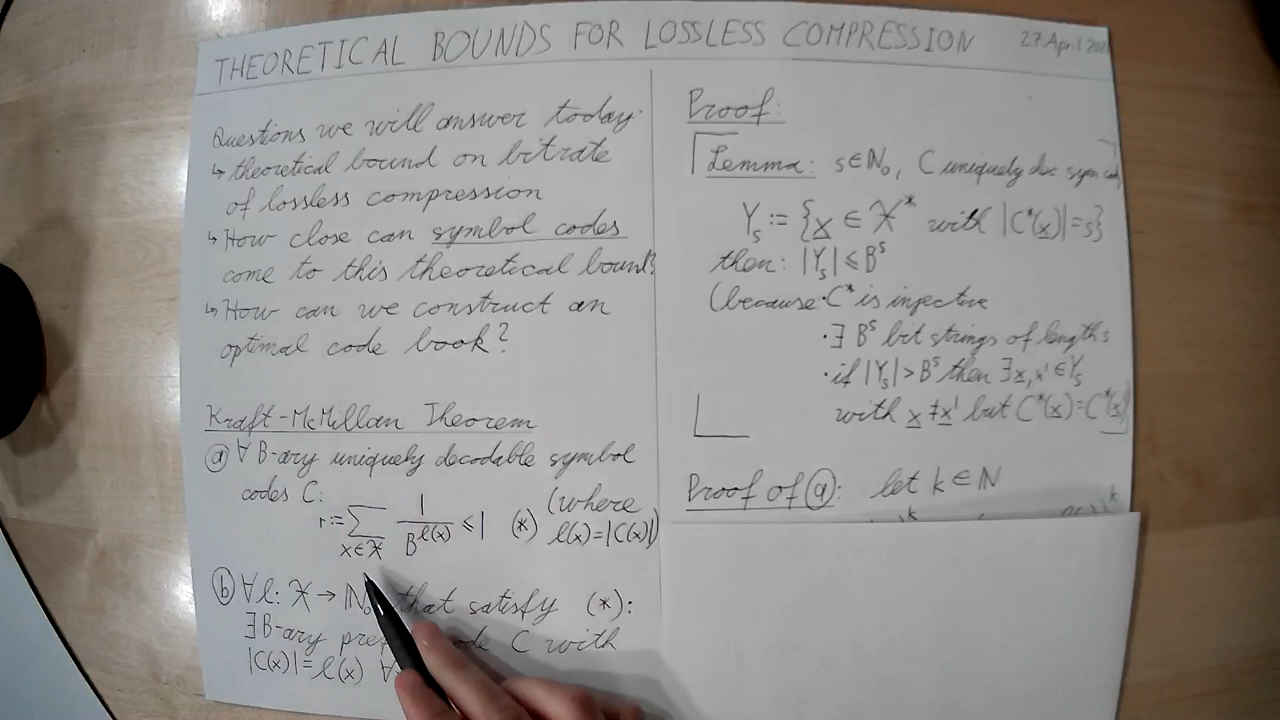 THEORETICAL BOUNDS FOR LOSSLESS COMPRESSION
27 April
Questions we will answer today:
↳ theoretical bound on bitrate
of lossless compression
↳ How close can symbol codes
come to this theoretical bound?
↳ How can we construct an
optimal code book?
Kraft-McMillan Theorem
ⓐ ∀ B-ary uniquely decodable symbol
codes C:
r := ∑_{x∈𝒳} 1/B^{ℓ(x)} ≤ 1 (*) (where
ℓ(x)=|C(x)|)
ⓑ ∀ℓ: 𝒳 → ℕ₀ that satisfy (*):
∃ B-ary code C with
|C(x)| = ℓ(x) ∀
Proof:
Lemma: s∈ℕ₀, C uniquely dec sym
Y_s := {x̲ ∈ 𝒳* with |C*(x̲)|=s}
then: |Y_s| ≤ B^s
(because · C* is injective
· ∃ B^s bit strings of length s
· if |Y_s| > B^s then ∃ x̲, x̲' ∈ Y_s
with x̲ ≠ x̲' but C*(x̲) = C*(x̲')
Proof of ⓐ: let k ∈ ℕ